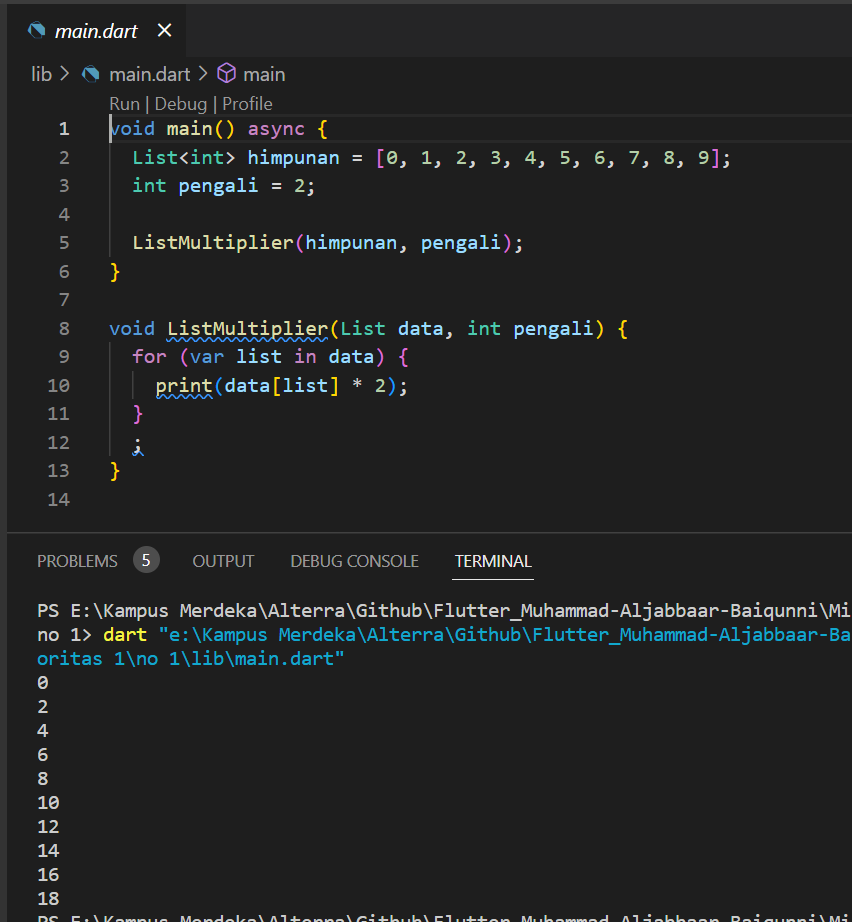 main.dart ×
lib > main.dart > main
Run | Debug | Profile
1 void main() async {
2 List<int> himpunan = [0, 1, 2, 3, 4, 5, 6, 7, 8, 9];
3 int pengali = 2;
4
5 ListMultiplier(himpunan, pengali);
6 }
7
8 void ListMultiplier(List data, int pengali) {
9 for (var list in data) {
10 print(data[list] * 2);
11 }
12 ;
13 }
14
PROBLEMS 5 OUTPUT DEBUG CONSOLE TERMINAL
PS E:\Kampus Merdeka\Alterra\Github\Flutter_Muhammad-Aljabbaar-Baiqunni\Mi
no 1> dart "e:\Kampus Merdeka\Alterra\Github\Flutter_Muhammad-Aljabbaar-Ba
oritas 1\no 1\lib\main.dart"
0
2
4
6
8
10
12
14
16
18
PS E:\Kampus Merdeka\Alterra\Github\Flutter_Muhammad-Aljabbaar-Baiqunni\Mi